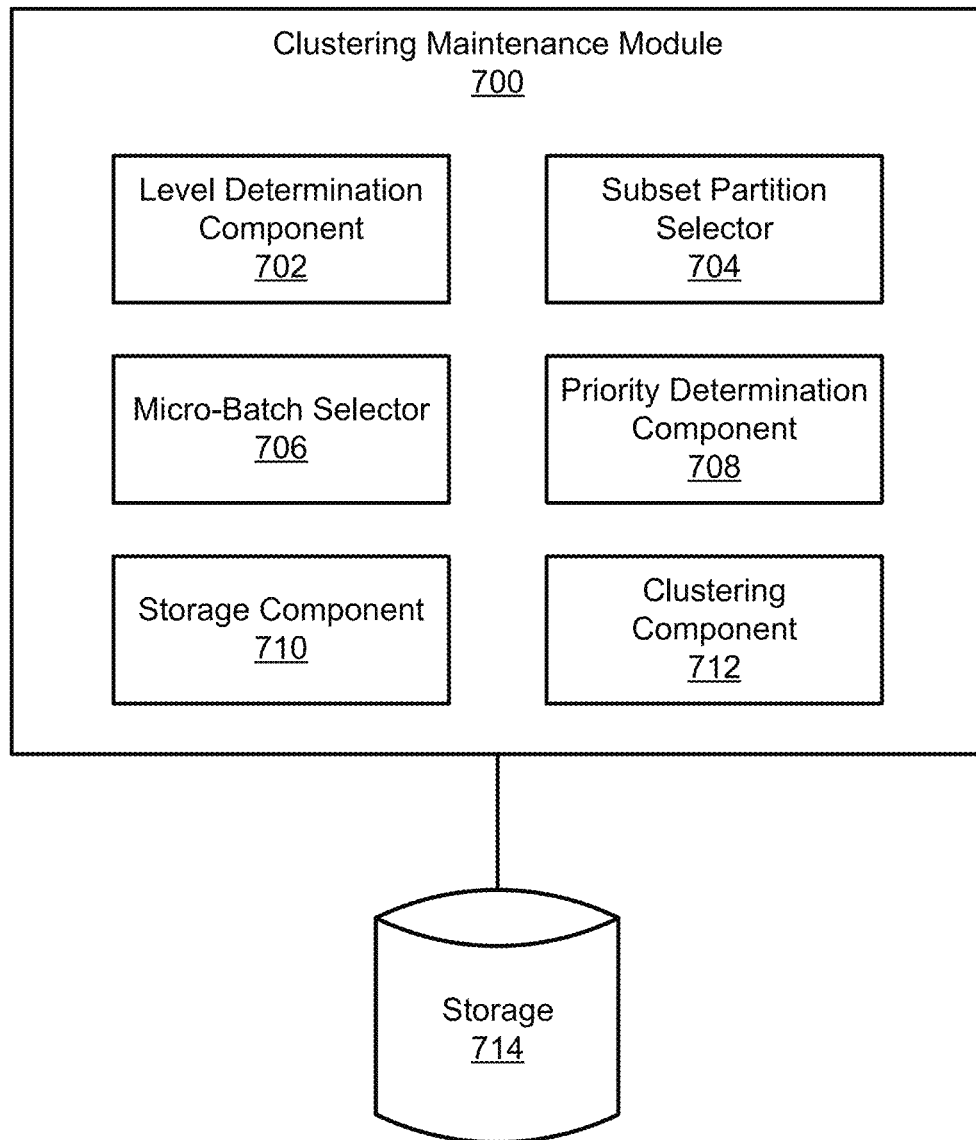 Clustering Maintenance Module
700
Level Determination
Component
702
Subset Partition
Selector
704
Micro-Batch Selector
706
Priority Determination
Component
708
Storage Component
710
Clustering
Component
712
Storage
714